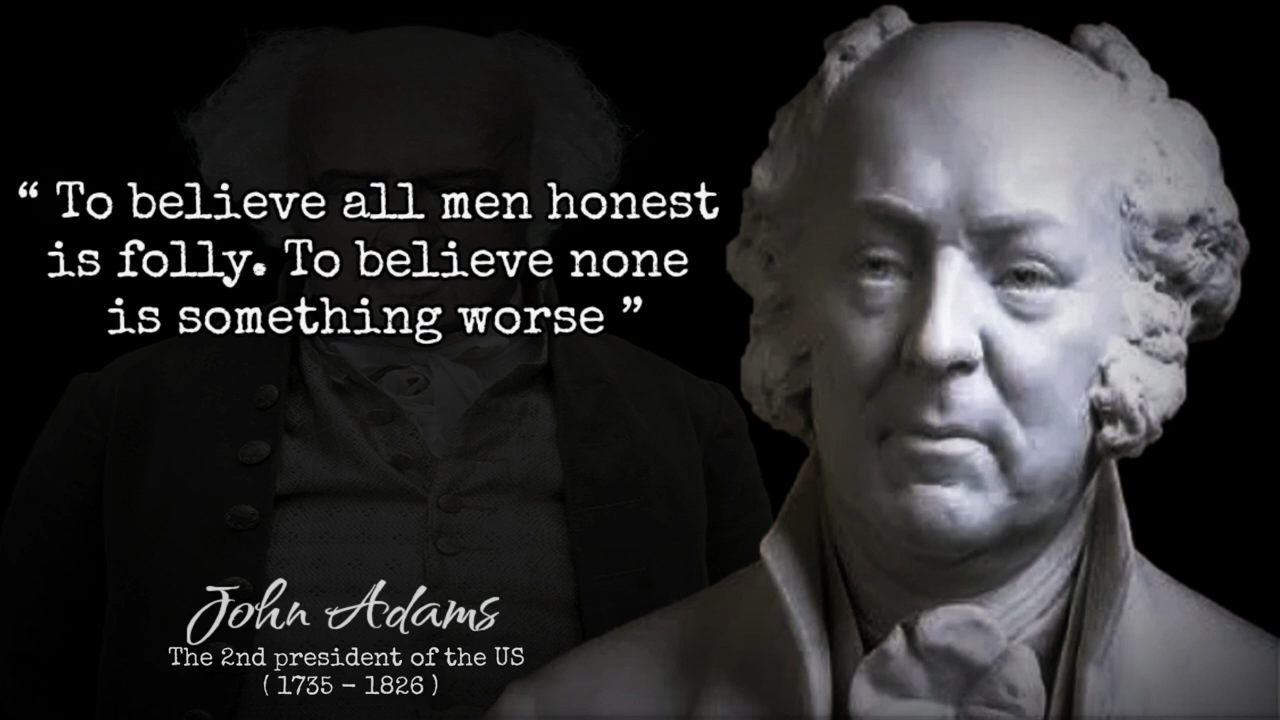 “ To believe all men honest
is folly. To believe none
is something worse ”
John Adams
The 2nd president of the US
( 1735 – 1826 )